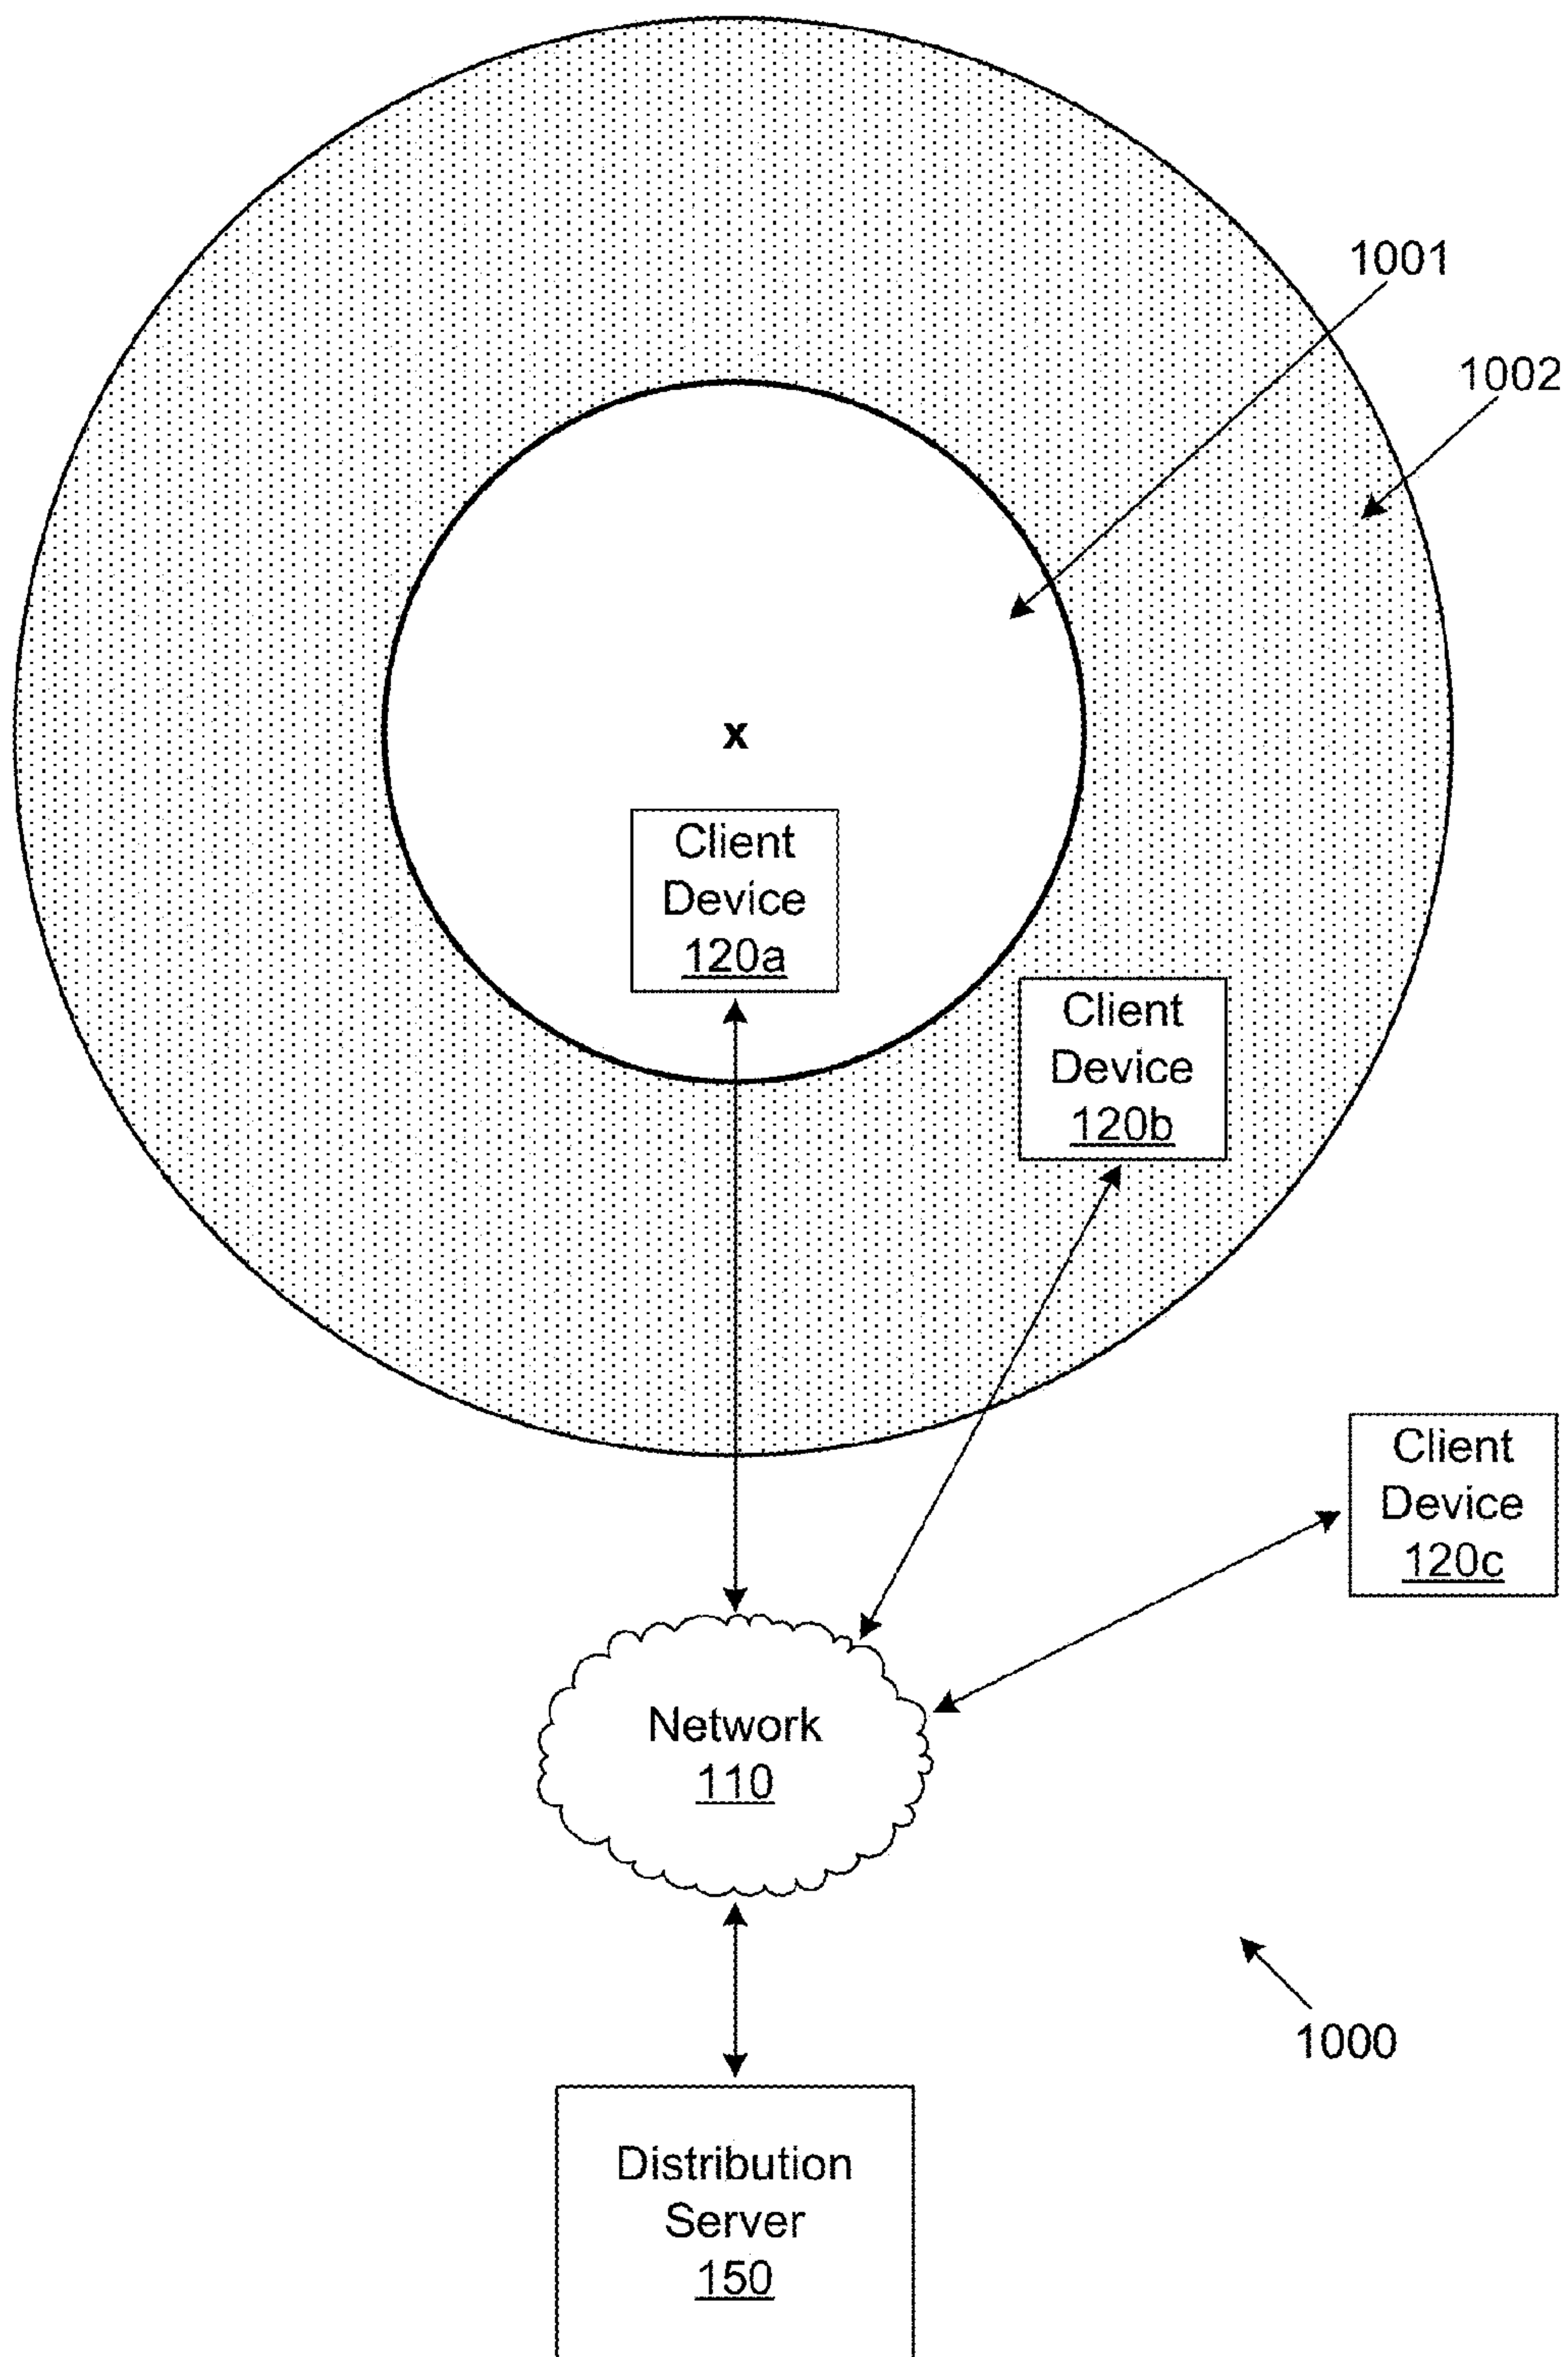 1001
1002
x
Client
Device
120a
Client
Device
120b
Client
Device
120c
Network
110
1000
Distribution
Server
150